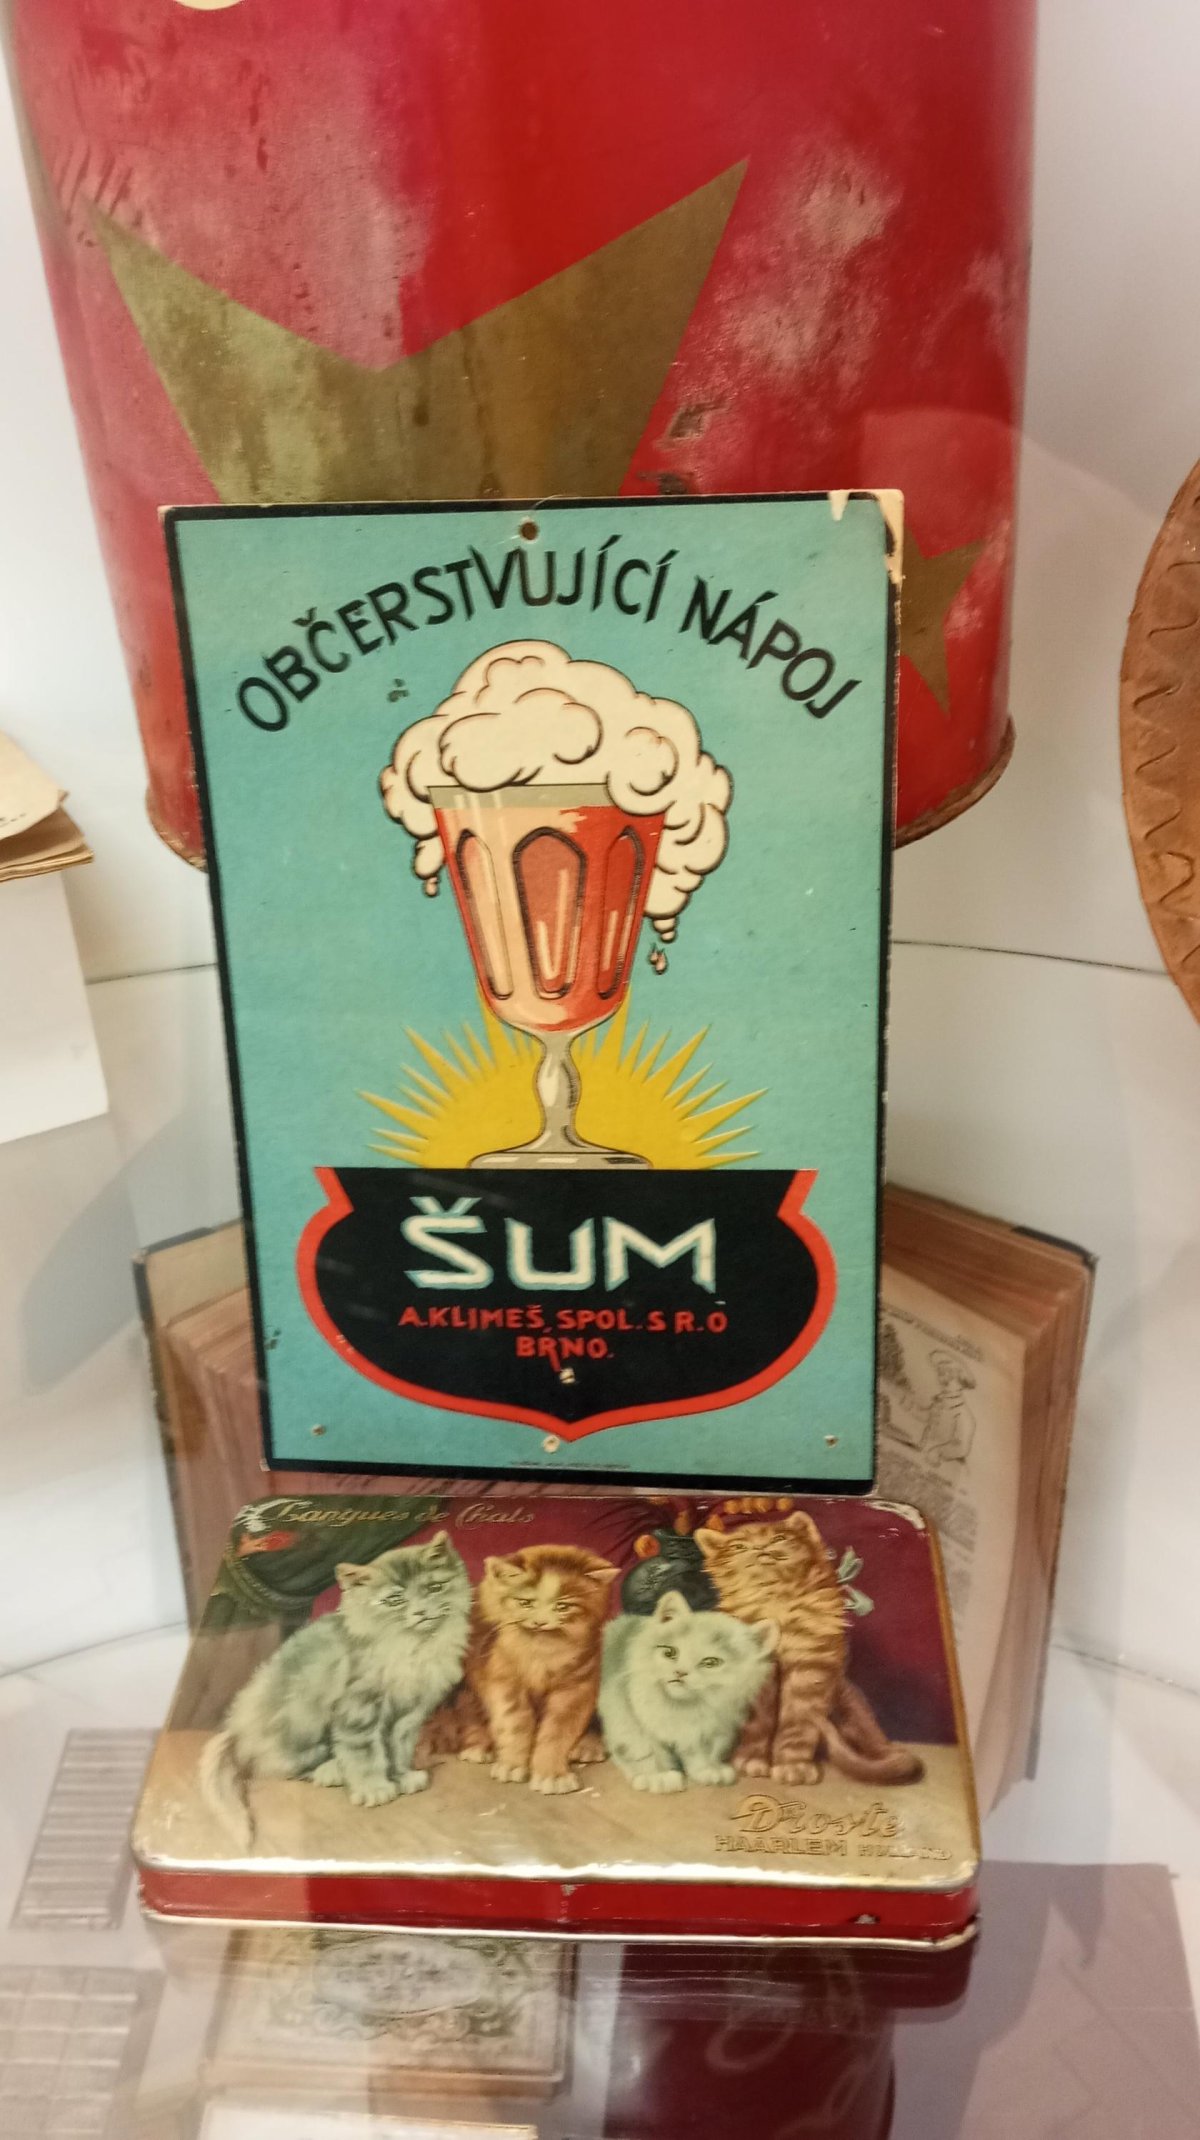 OBČERSTVUJÍCÍ NÁPOJ
ŠUM
A.KLIMEŠ, SPOL. S R.O
BRNO.
Langues de Chats
Droste
HAARLEM HOLLAND